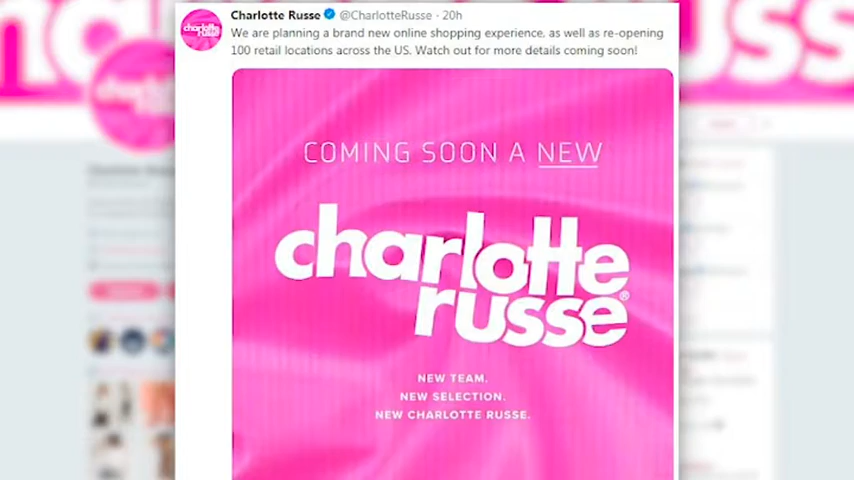 Charlotte Russe @CharlotteRusse · 20h
We are planning a brand new online shopping experience, as well as re-opening
100 retail locations across the US. Watch out for more details coming soon!
charlotte
russe
COMING SOON A NEW
charlotte
russe®
NEW TEAM.
NEW SELECTION.
NEW CHARLOTTE RUSSE.